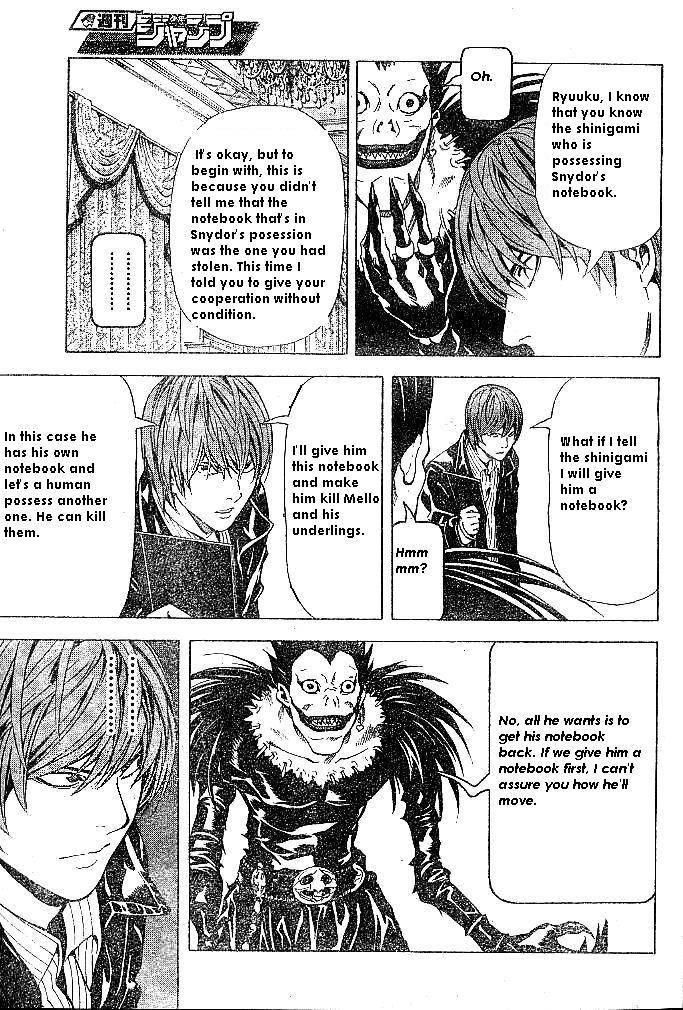 週刊
少年ジャンプ
Ryuuku, I know
that you know
the shinigami
who is
possessing
Snydor's
notebook.
Oh.
It's okay, but to
begin with, this is
because you didn't
tell me that the
notebook that's in
Snydor's posession
was the one you had
stolen. This time I
told you to give your
cooperation without
condition.
..........
What if I tell
the shinigami
I will give
him a
notebook?
Hmm
mm?
I'll give him
this notebook
and make
him kill Mello
and his
underlings.
In this case he
has his own
notebook and
let's a human
possess another
one. He can kill
them.
No, all he wants is to
get his notebook
back. If we give him a
notebook first, I can't
assure you how he'll
move.
..........